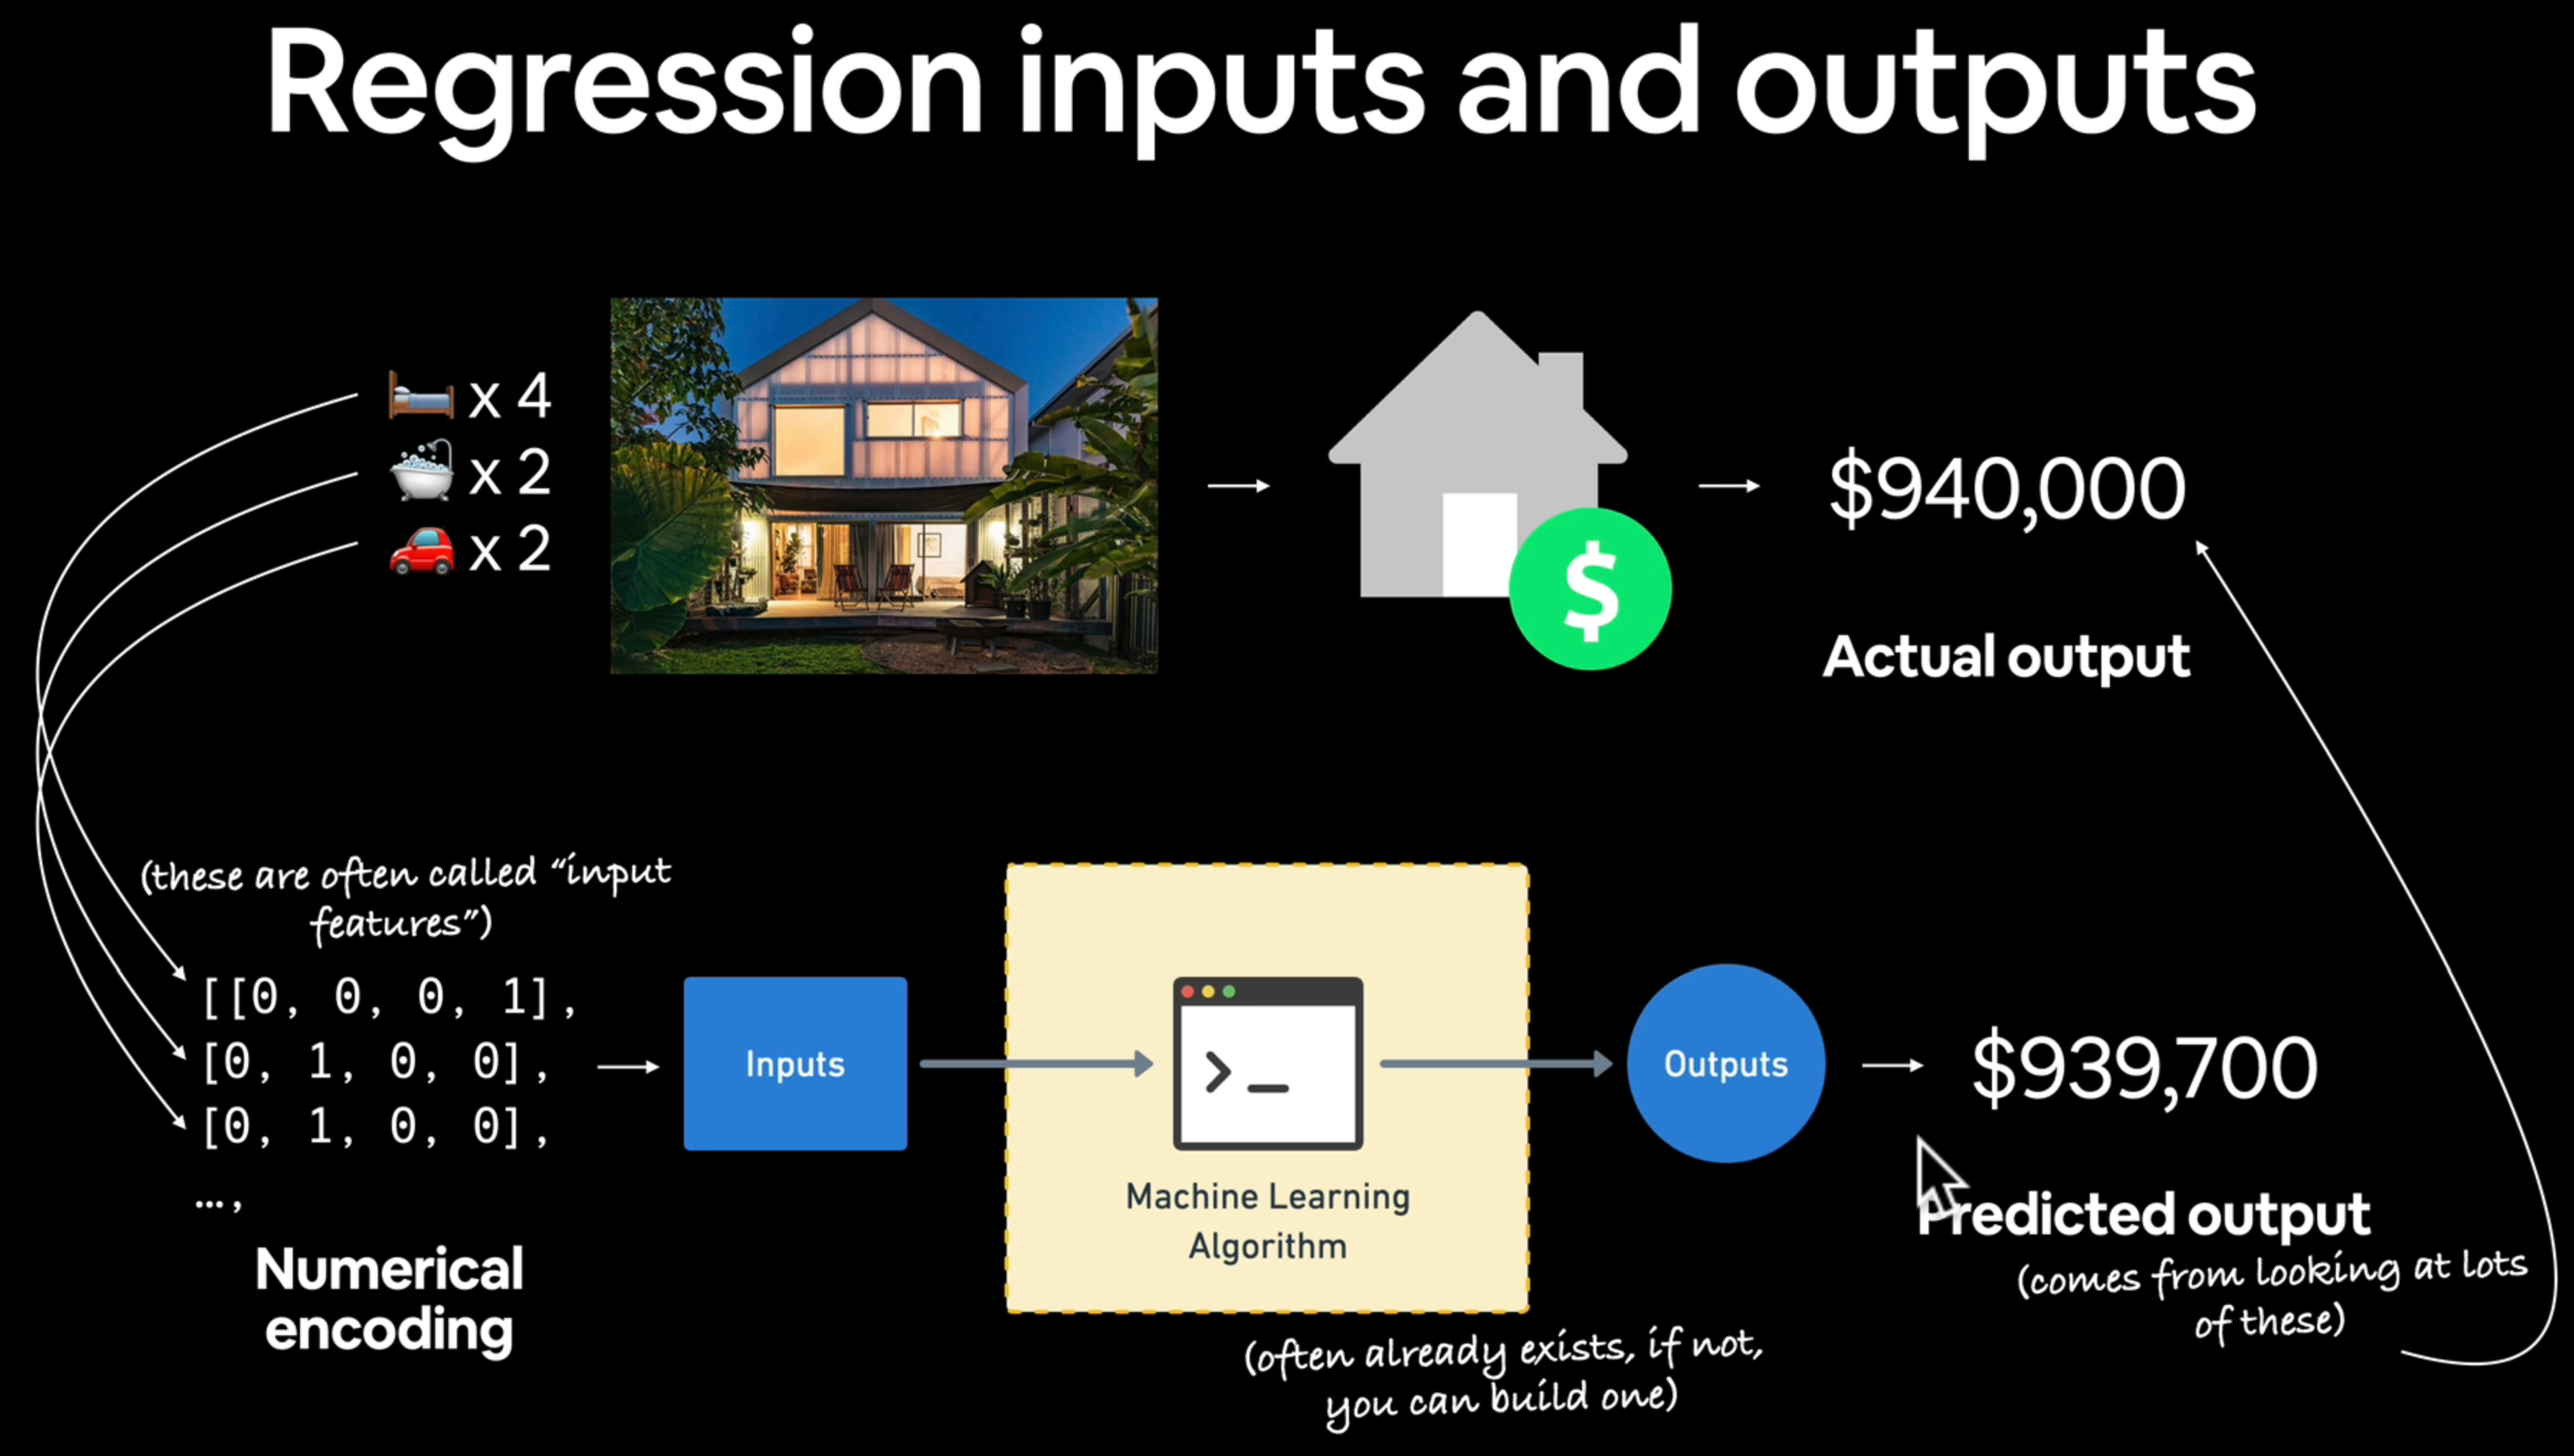 Regression inputs and outputs
x 4
x 2
x 2
$
$940,000
Actual output
(these are often called “input
features”)
[[0, 0, 0, 1],
[0, 1, 0, 0],
[0, 1, 0, 0],
…,
Numerical
encoding
Inputs
Machine Learning
Algorithm
(often already exists, if not,
you can build one)
Outputs
$939,700
Predicted output
(comes from looking at lots
of these)